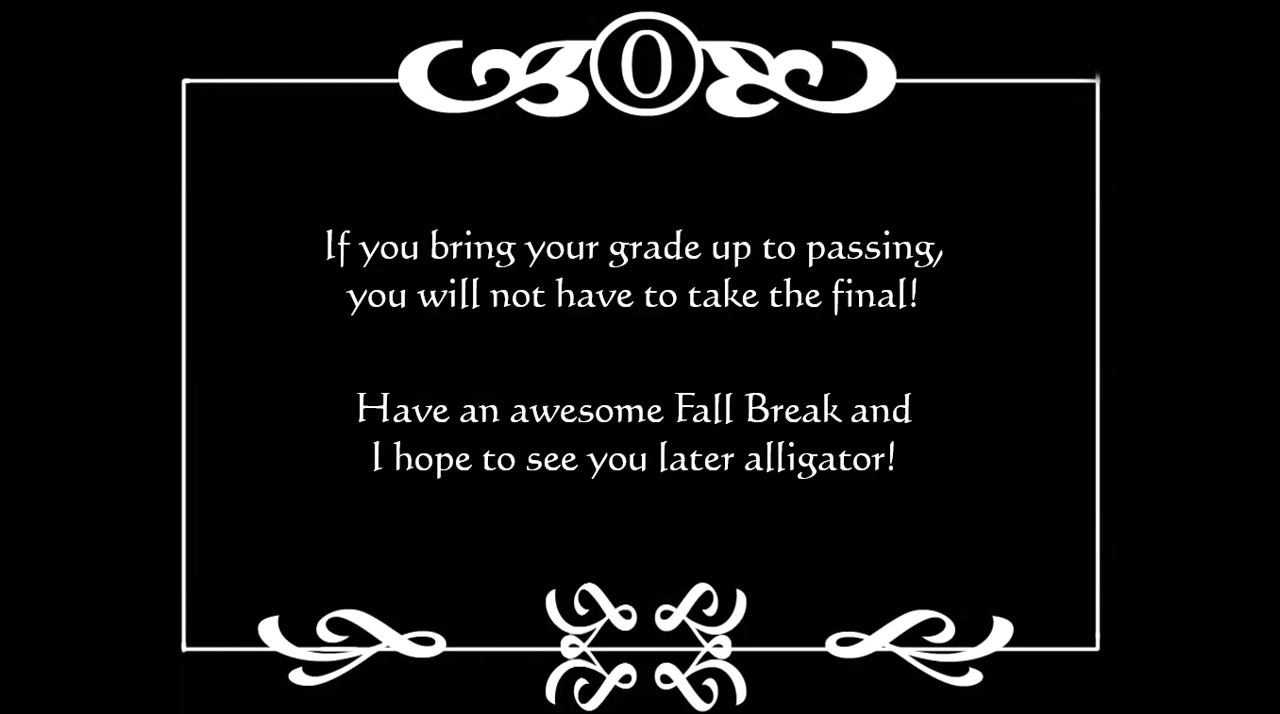 0
If you bring your grade up to passing,
you will not have to take the final!
Have an awesome Fall Break and
I hope to see you later alligator!